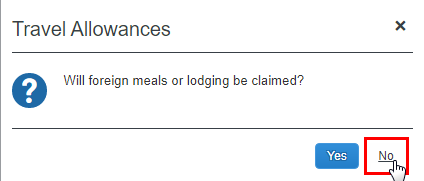 Travel Allowances
Will foreign meals or lodging be claimed?
Yes
No